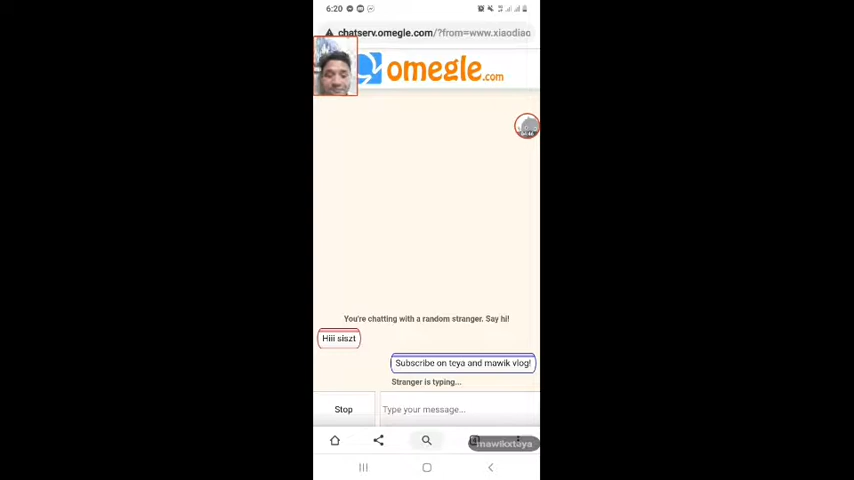 6:20
chatserv.omegle.com/?from=www.xiaodiao
omegle.com
You're chatting with a random stranger. Say hi!
Hiii siszt
Subscribe on teya and mawik vlog!
Stranger is typing...
Stop
Type your message...
mawikxteya